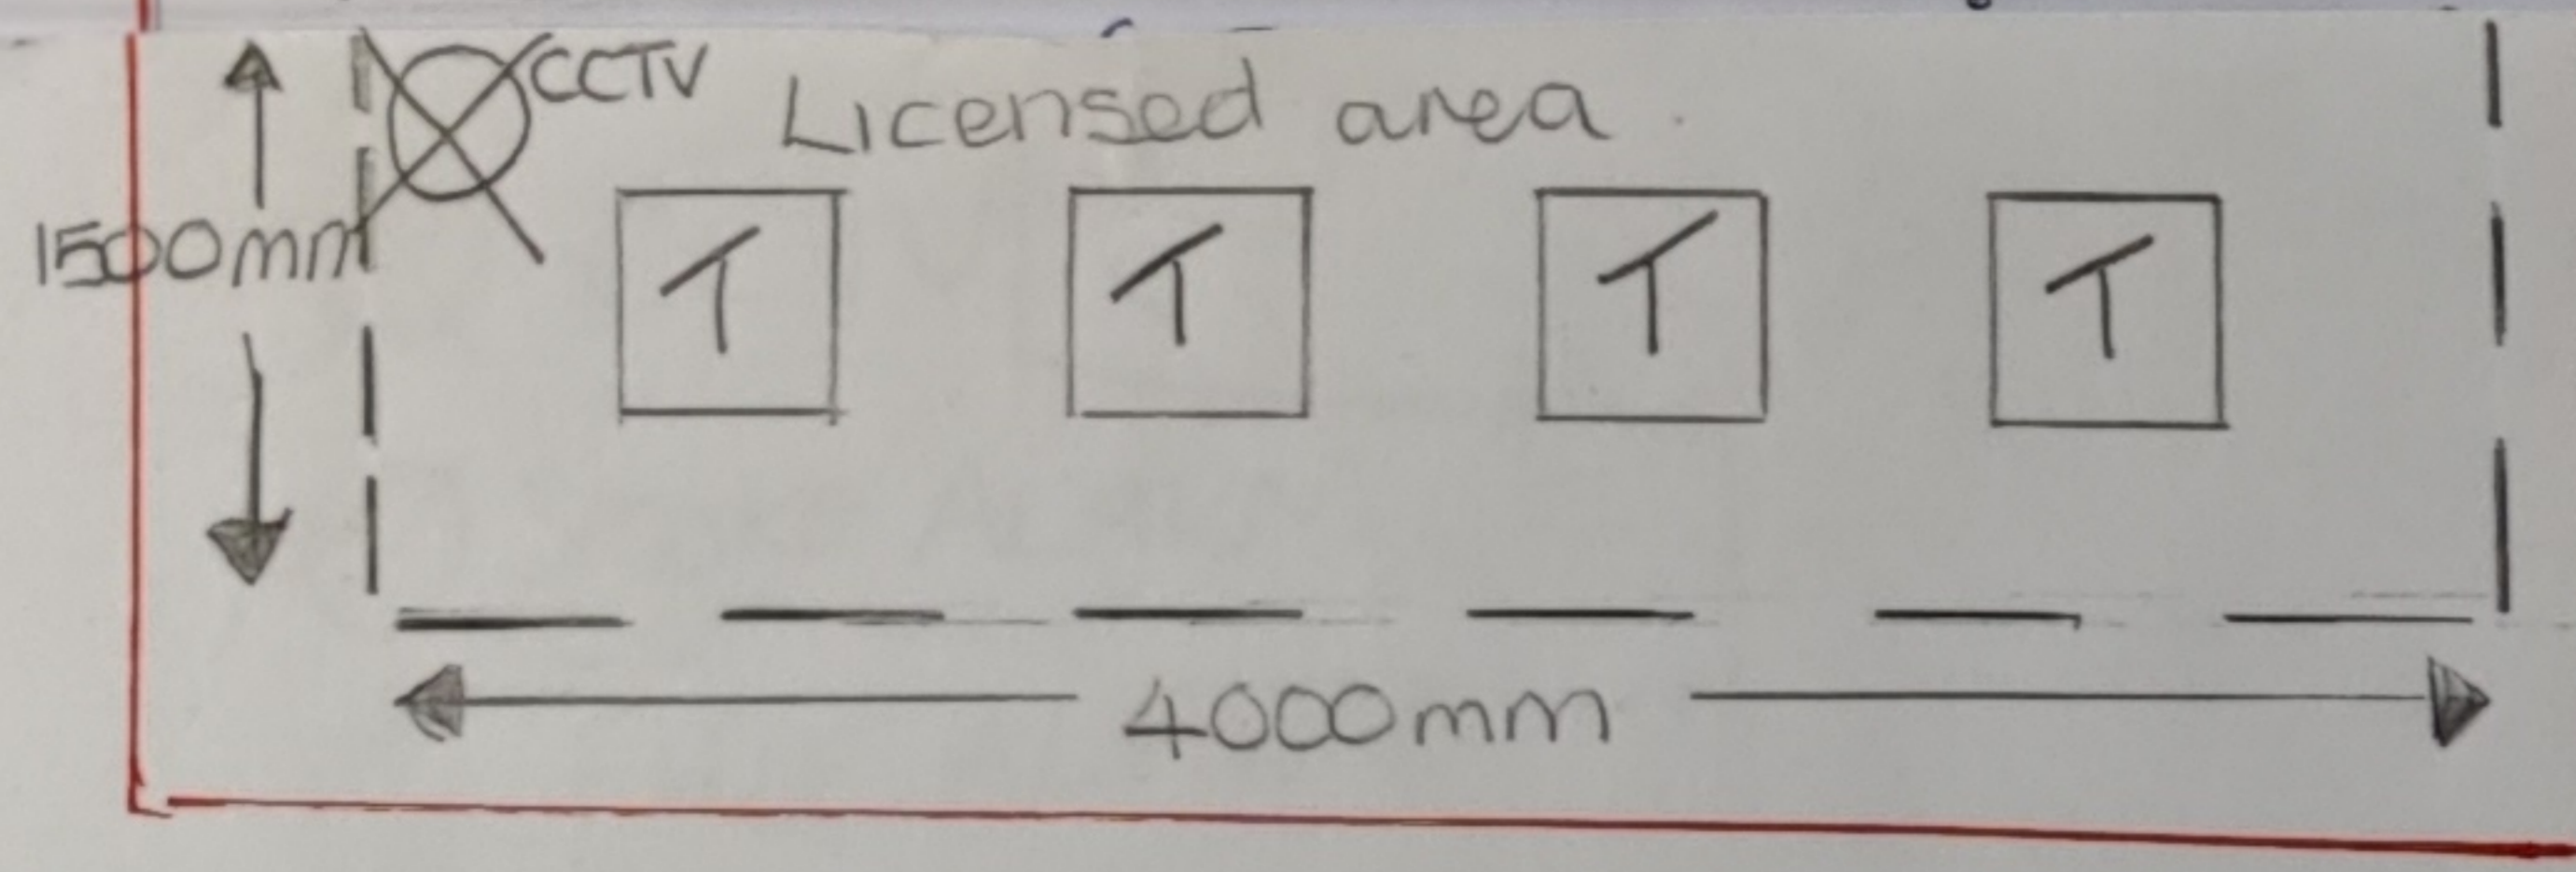 CCTV
Licensed area
1500mm
T T T T
4000mm